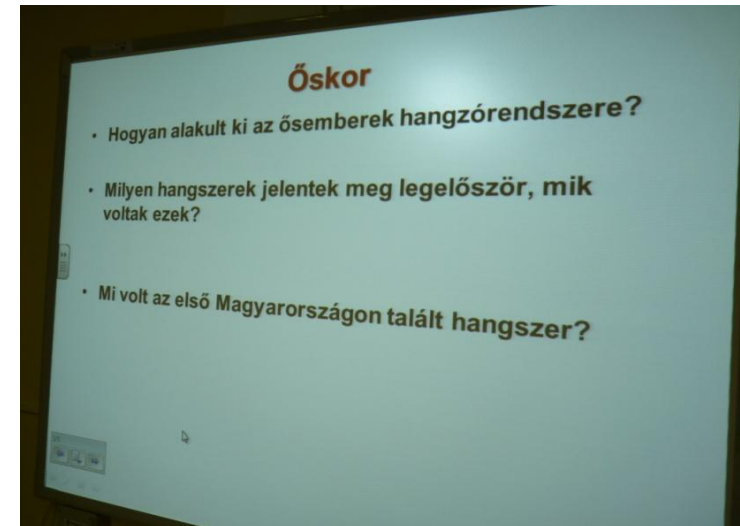 Őskor
• Hogyan alakult ki az ősemberek hangzórendszere?
• Milyen hangszerek jelentek meg legelőször, mik
voltak ezek?
• Mi volt az első Magyarországon talált hangszer?